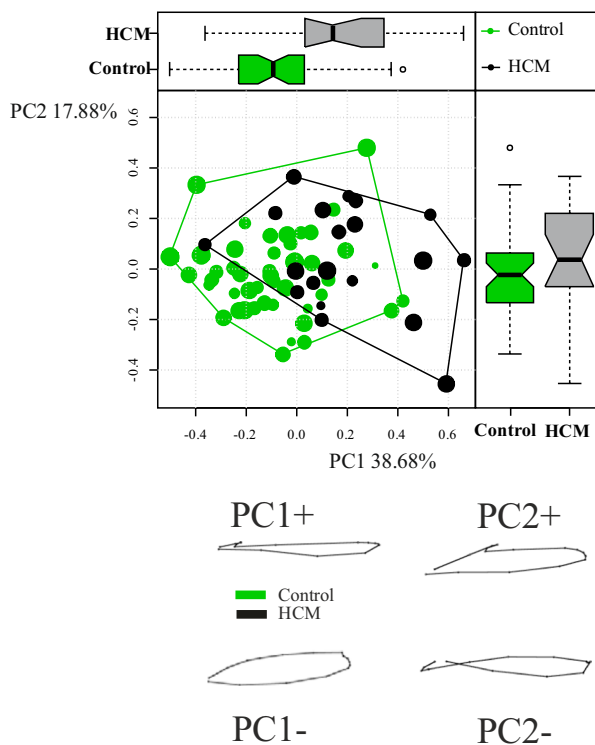 HCM
Control
Control
HCM
PC2 17.88%
0.6
0.4
0.2
0.0
-0.2
-0.4
-0.4 -0.2 0.0 0.2 0.4 0.6
PC1 38.68%
Control HCM
PC1+ PC2+
Control
HCM
PC1- PC2-